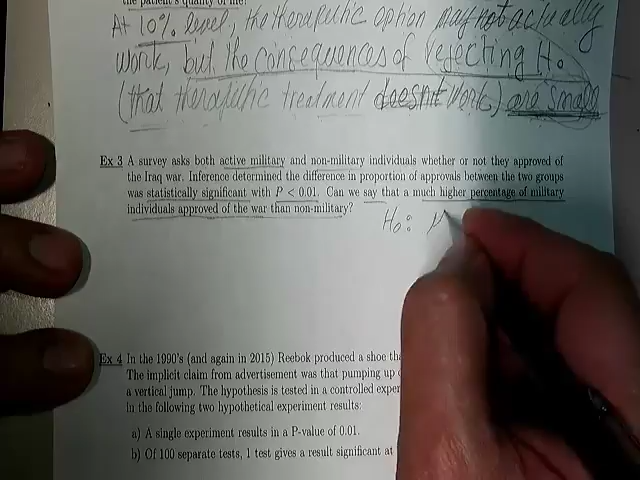 the patient's quality of life?
At 10% level, the therapeutic option may not actually
work, but the consequences of rejecting H₀
(that therapeutic treatment doesn't work) are small
Ex 3 A survey asks both active military and non-military individuals whether or not they approved of
the Iraq war. Inference determined the difference in proportion of approvals between the two groups
was statistically significant with P < 0.01. Can we say that a much higher percentage of military
individuals approved of the war than non-military?
H₀: μ
Ex 4 In the 1990's (and again in 2015) Reebok produced a shoe tha
The implicit claim from advertisement was that pumping up
a vertical jump. The hypothesis is tested in a controlled exper
in the following two hypothetical experiment results:
a) A single experiment results in a P-value of 0.01.
b) Of 100 separate tests, 1 test gives a result significant at